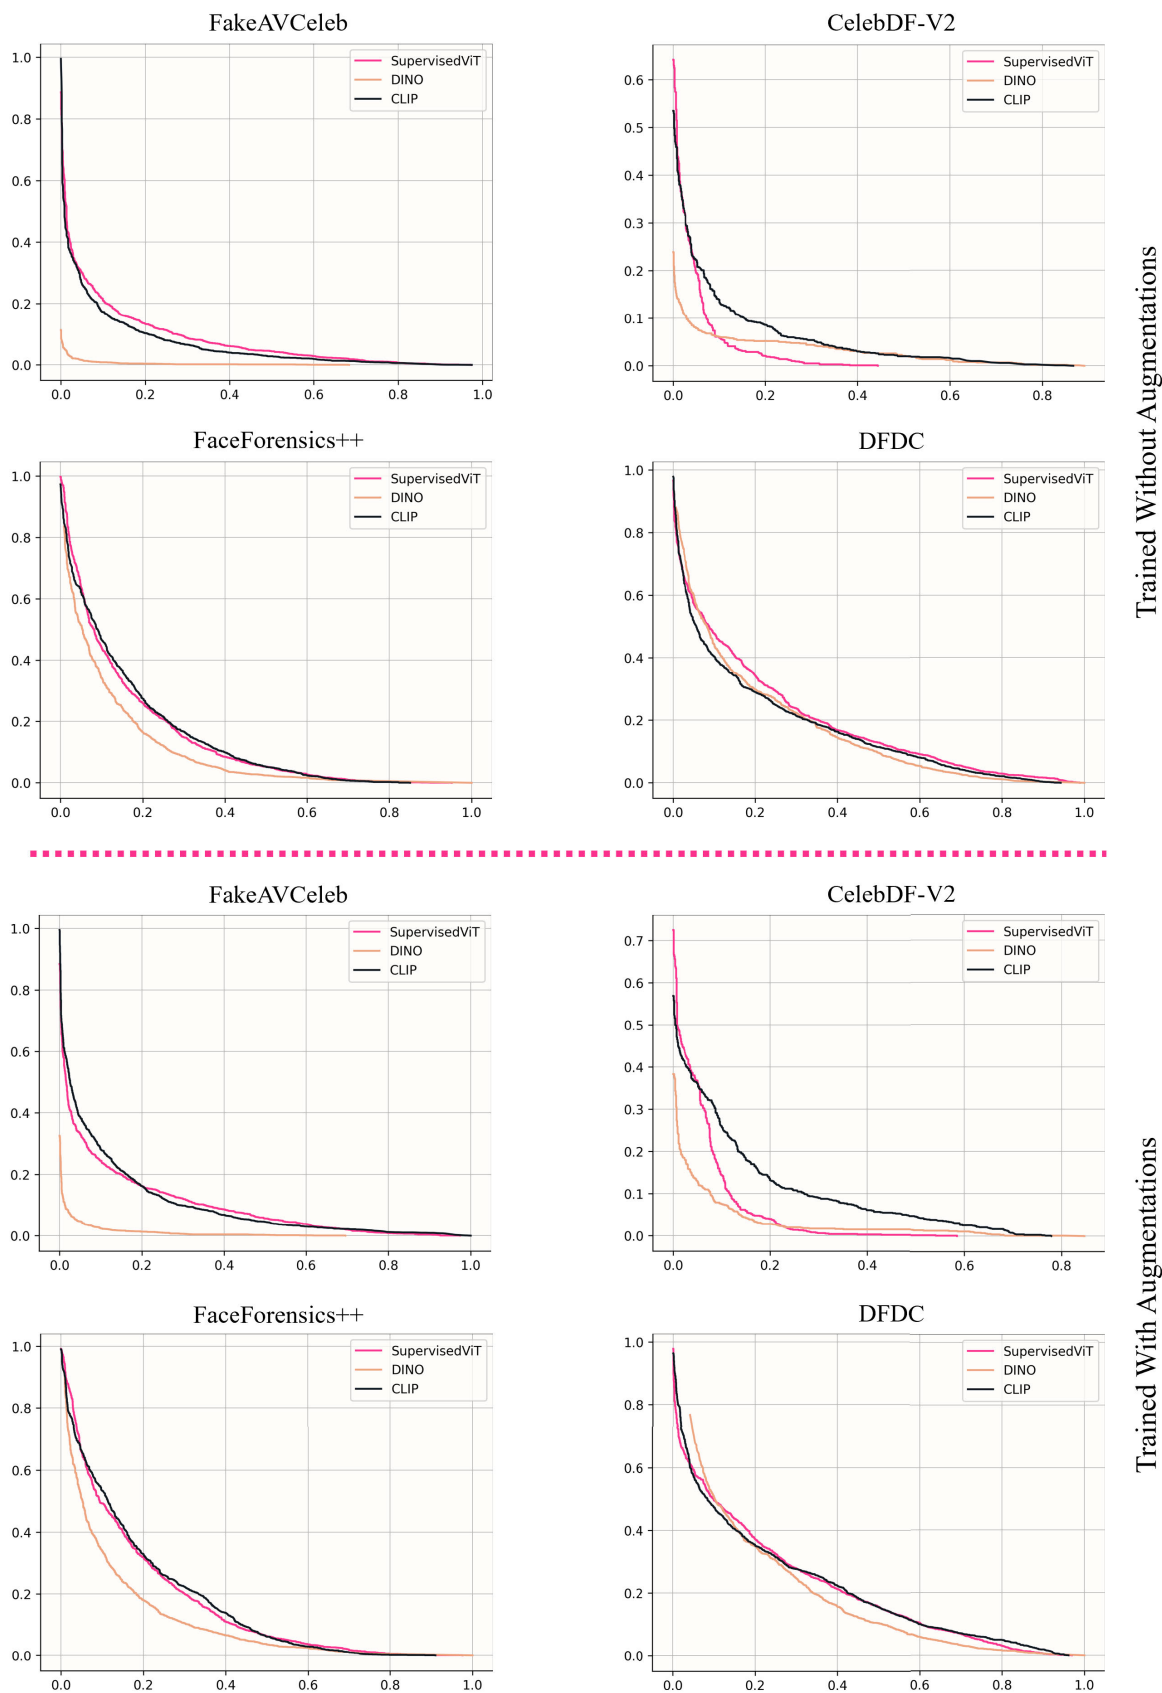 FakeAVCeleb
1.0
0.8
0.6
0.4
0.2
0.0
0.0 0.2 0.4 0.6 0.8 1.0
SupervisedViT
DINO
CLIP
CelebDF-V2
0.6
0.5
0.4
0.3
0.2
0.1
0.0
0.0 0.2 0.4 0.6 0.8
SupervisedViT
DINO
CLIP
FaceForensics++
1.0
0.8
0.6
0.4
0.2
0.0
0.0 0.2 0.4 0.6 0.8 1.0
SupervisedViT
DINO
CLIP
DFDC
1.0
0.8
0.6
0.4
0.2
0.0
0.0 0.2 0.4 0.6 0.8 1.0
SupervisedViT
DINO
CLIP
Trained Without Augmentations
FakeAVCeleb
1.0
0.8
0.6
0.4
0.2
0.0
0.0 0.2 0.4 0.6 0.8 1.0
SupervisedViT
DINO
CLIP
CelebDF-V2
0.7
0.6
0.5
0.4
0.3
0.2
0.1
0.0
0.0 0.2 0.4 0.6 0.8
SupervisedViT
DINO
CLIP
FaceForensics++
1.0
0.8
0.6
0.4
0.2
0.0
0.0 0.2 0.4 0.6 0.8 1.0
SupervisedViT
DINO
CLIP
DFDC
1.0
0.8
0.6
0.4
0.2
0.0
0.0 0.2 0.4 0.6 0.8 1.0
SupervisedViT
DINO
CLIP
Trained With Augmentations